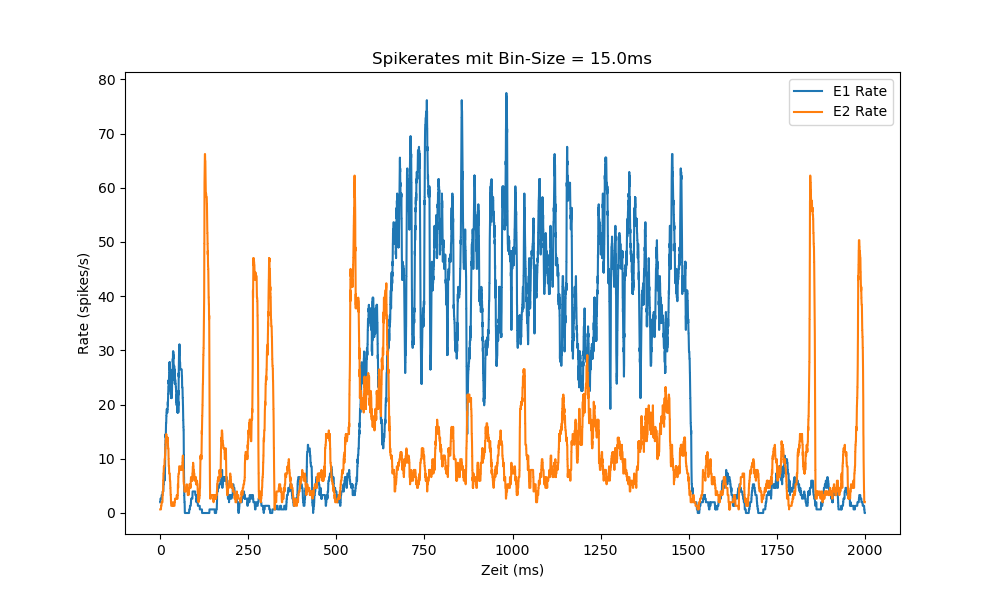 Spikerates mit Bin-Size = 15.0ms
80
70
60
50
40
30
20
10
0
Rate (spikes/s)
E1 Rate
E2 Rate
0 250 500 750 1000 1250 1500 1750 2000
Zeit (ms)